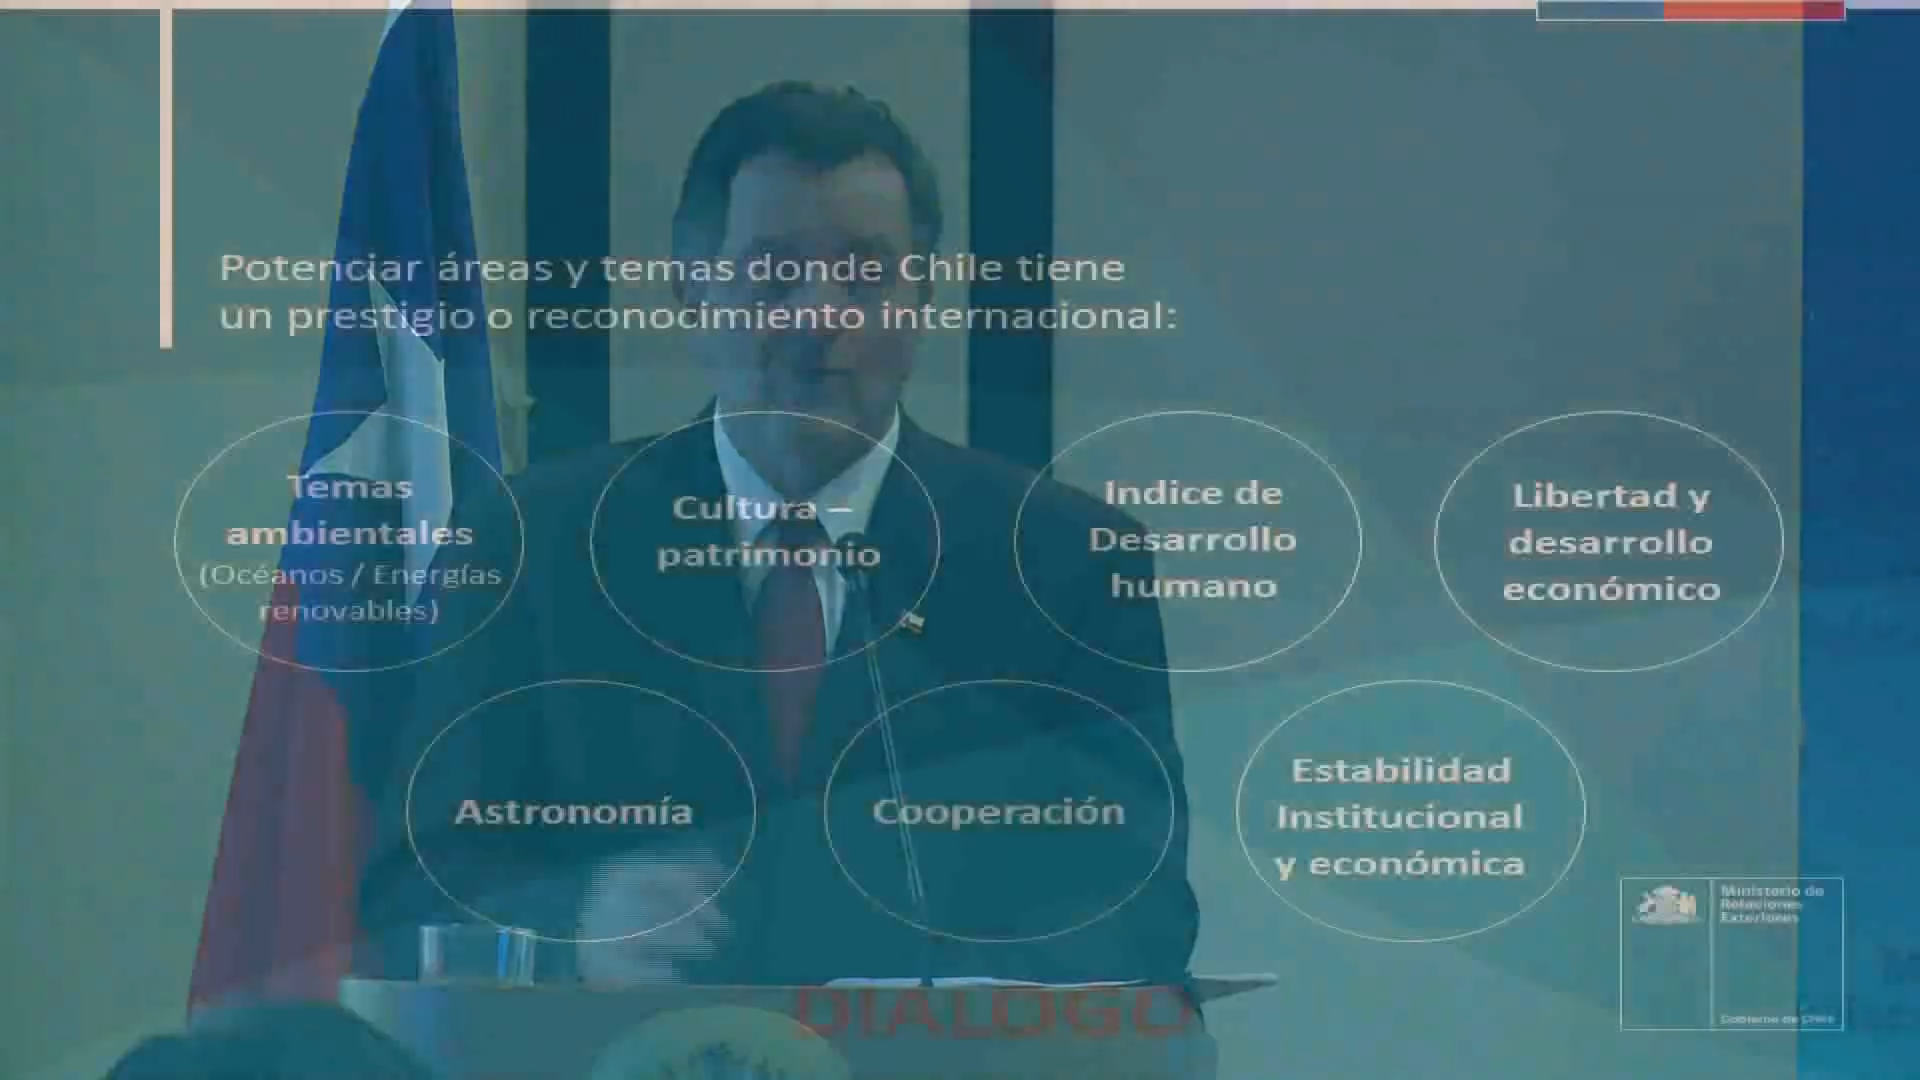 Potenciar áreas y temas donde Chile tiene
un prestigio o reconocimiento internacional:
Temas
ambientales
(Océanos / Energías
renovables)
Cultura –
patrimonio
Indice de
Desarrollo
humano
Libertad y
desarrollo
económico
Astronomía
Cooperación
Estabilidad
Institucional
y económica
Ministerio de
Relaciones
Exteriores
Gobierno de Chile
DIALOGO